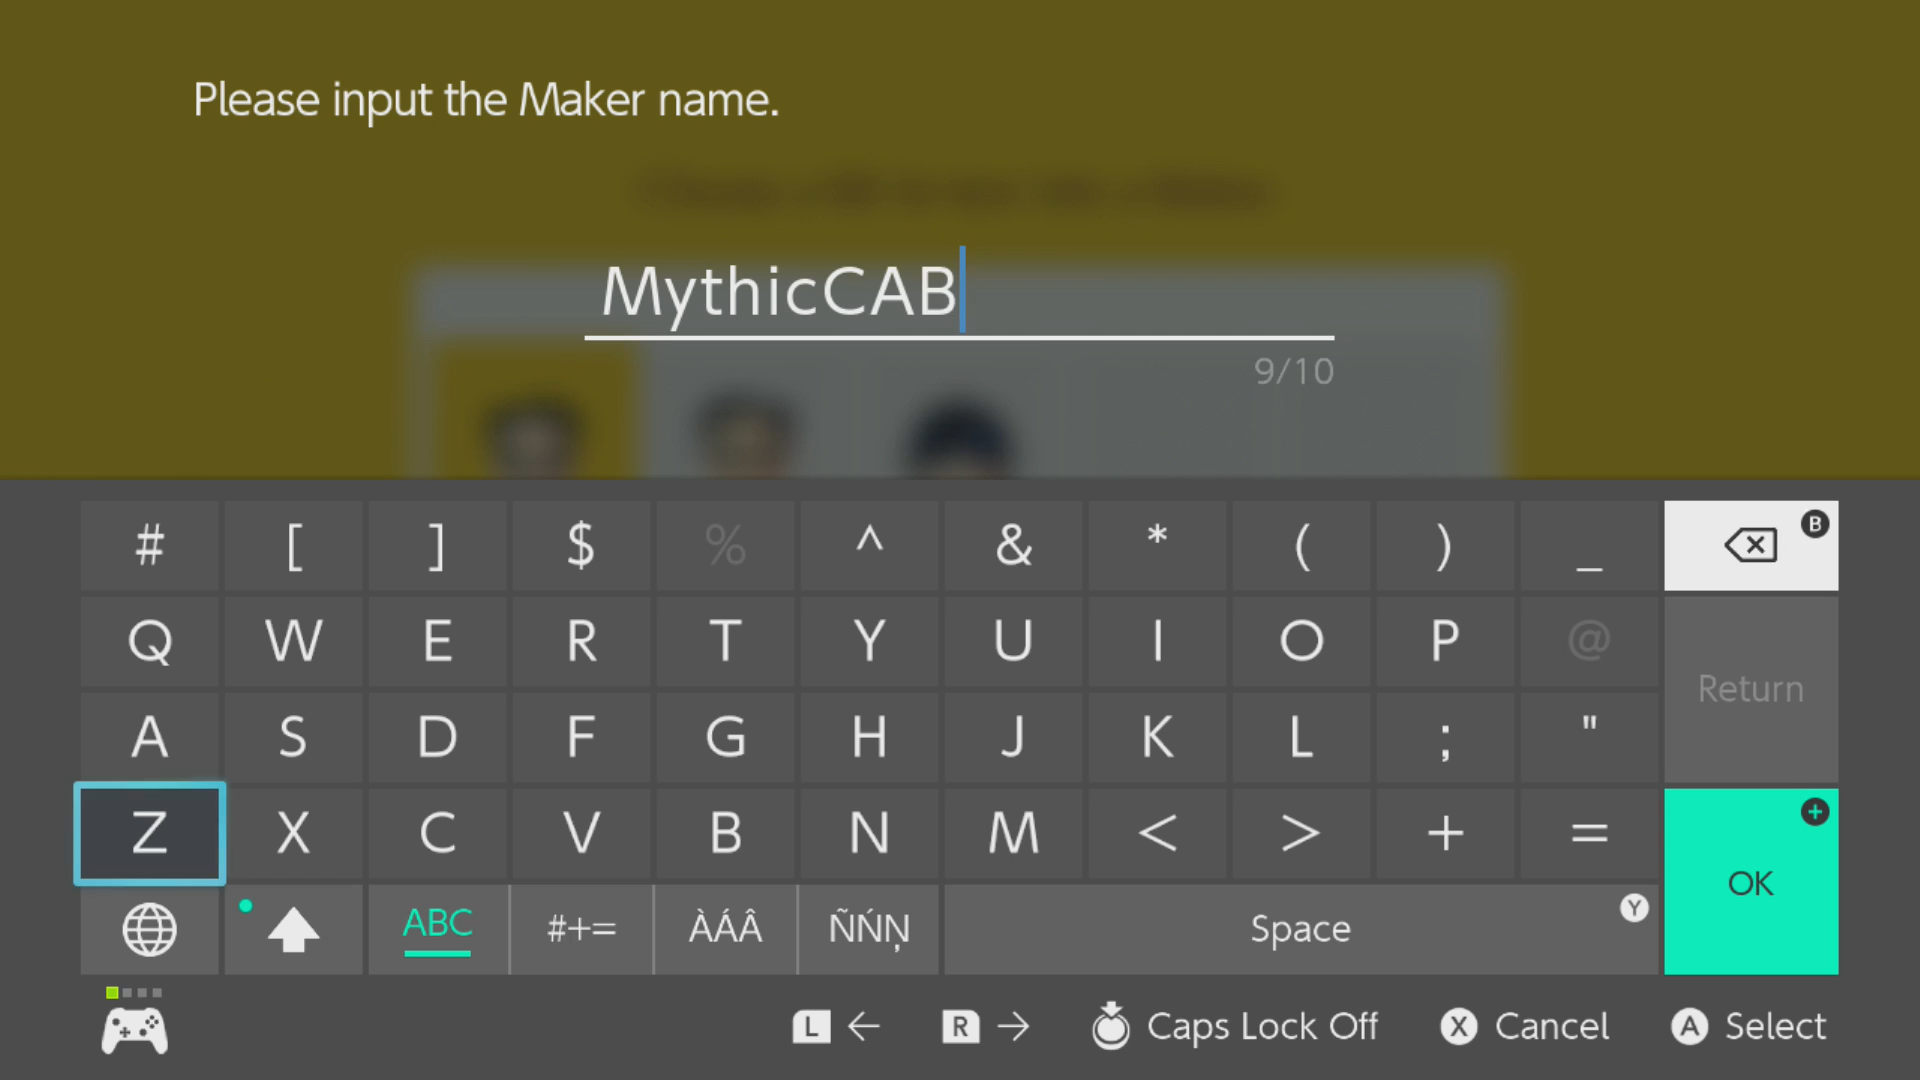 Please input the Maker name.
MythicCAB
9/10
# [ ] $ % ^ & * ( ) _ B
Q W E R T Y U I O P @ Return
A S D F G H J K L ; "
Z X C V B N M < > + = OK +
ABC #+= ÀÁÂ ÑŃŅ Space Y
L ← R → Caps Lock Off X Cancel A Select